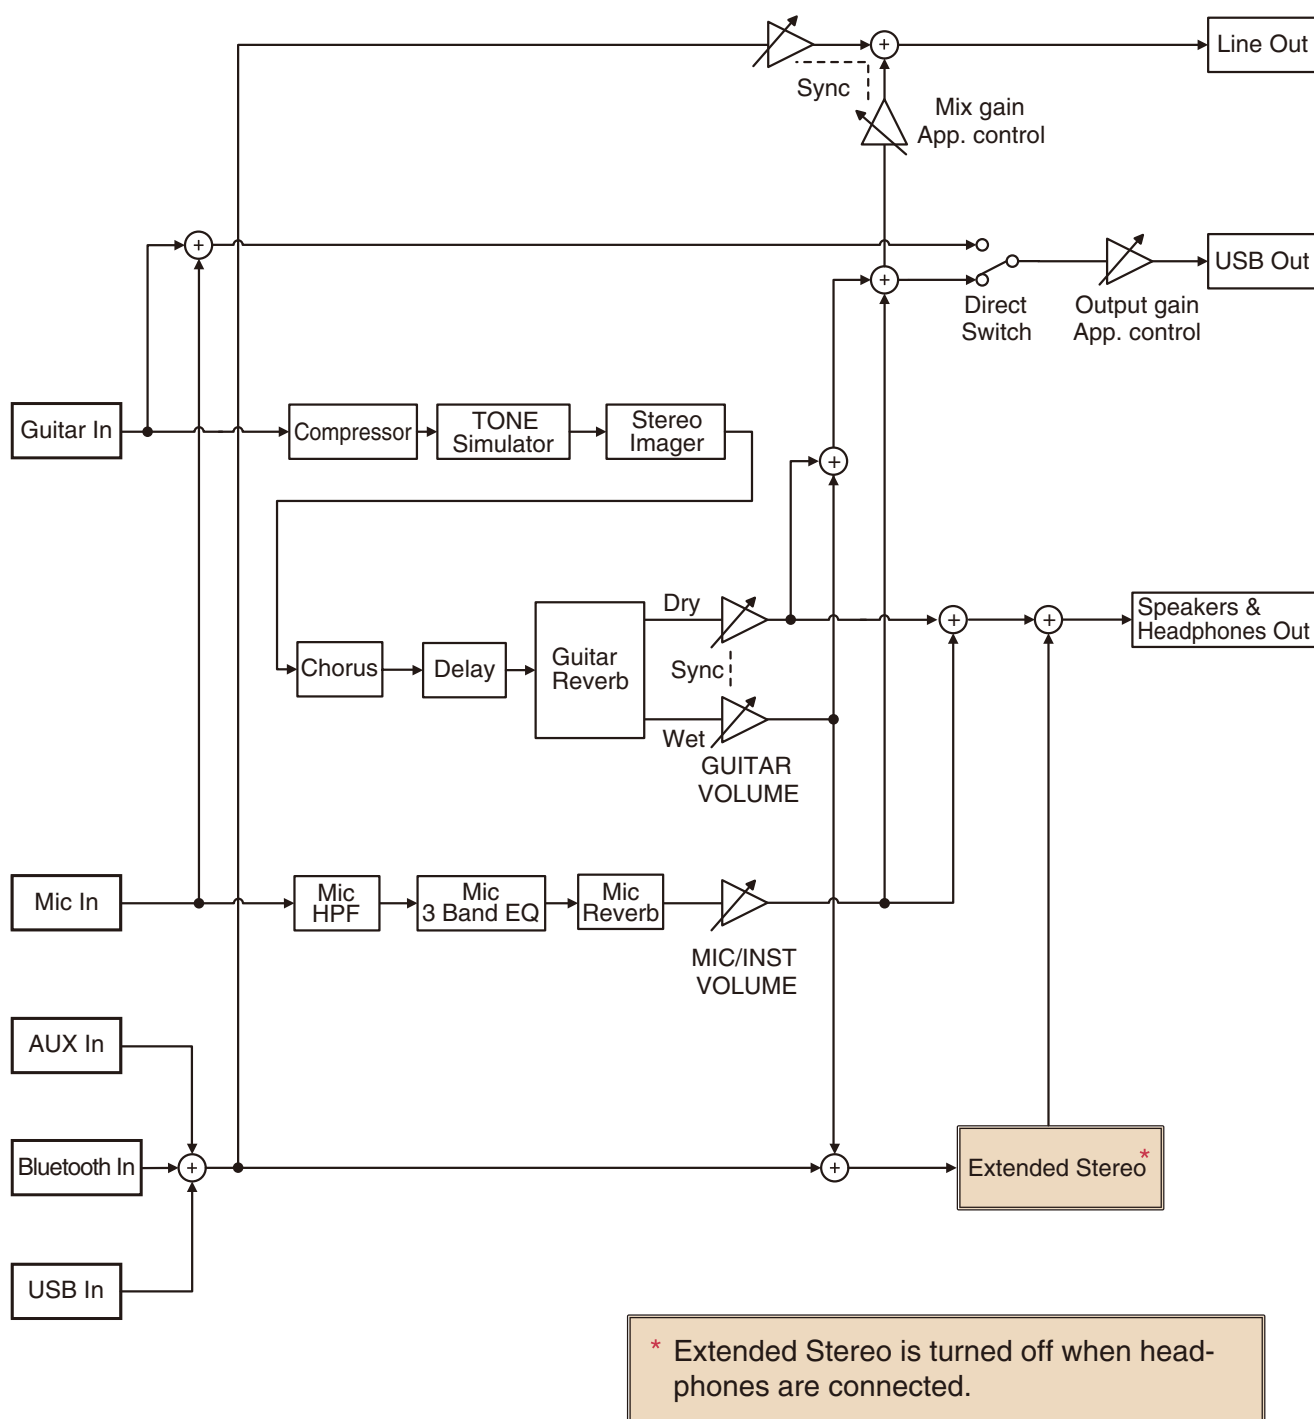 Line Out
Sync
Mix gain
App. control
+
+
USB Out
+
Direct
Switch
Output gain
App. control
Guitar In
Compressor
TONE
Simulator
Stereo
Imager
+
Dry
Guitar
Reverb
Chorus
Delay
Sync
Wet
GUITAR
VOLUME
+
+
Speakers &
Headphones Out
Mic In
Mic
HPF
Mic
3 Band EQ
Mic
Reverb
MIC/INST
VOLUME
AUX In
Bluetooth In
+
+
Extended Stereo*
USB In
* Extended Stereo is turned off when head-
phones are connected.